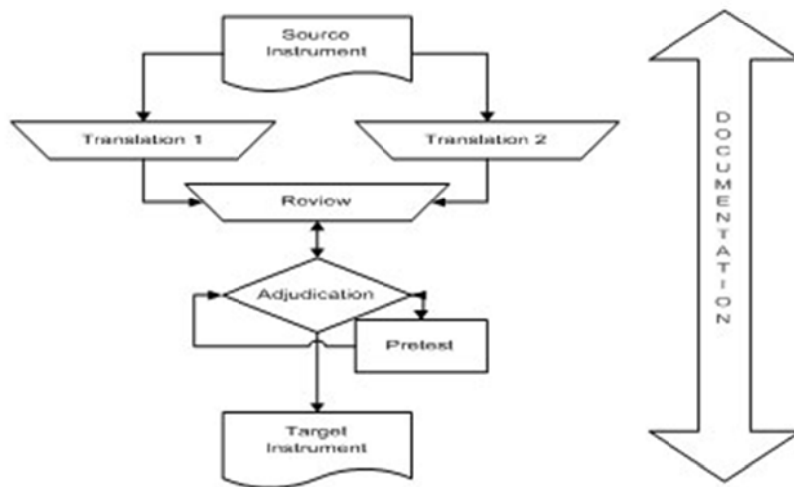 Source
Instrument
Translation 1
Translation 2
Review
Adjudication
Pretest
Target
Instrument
DOCUMENTATION